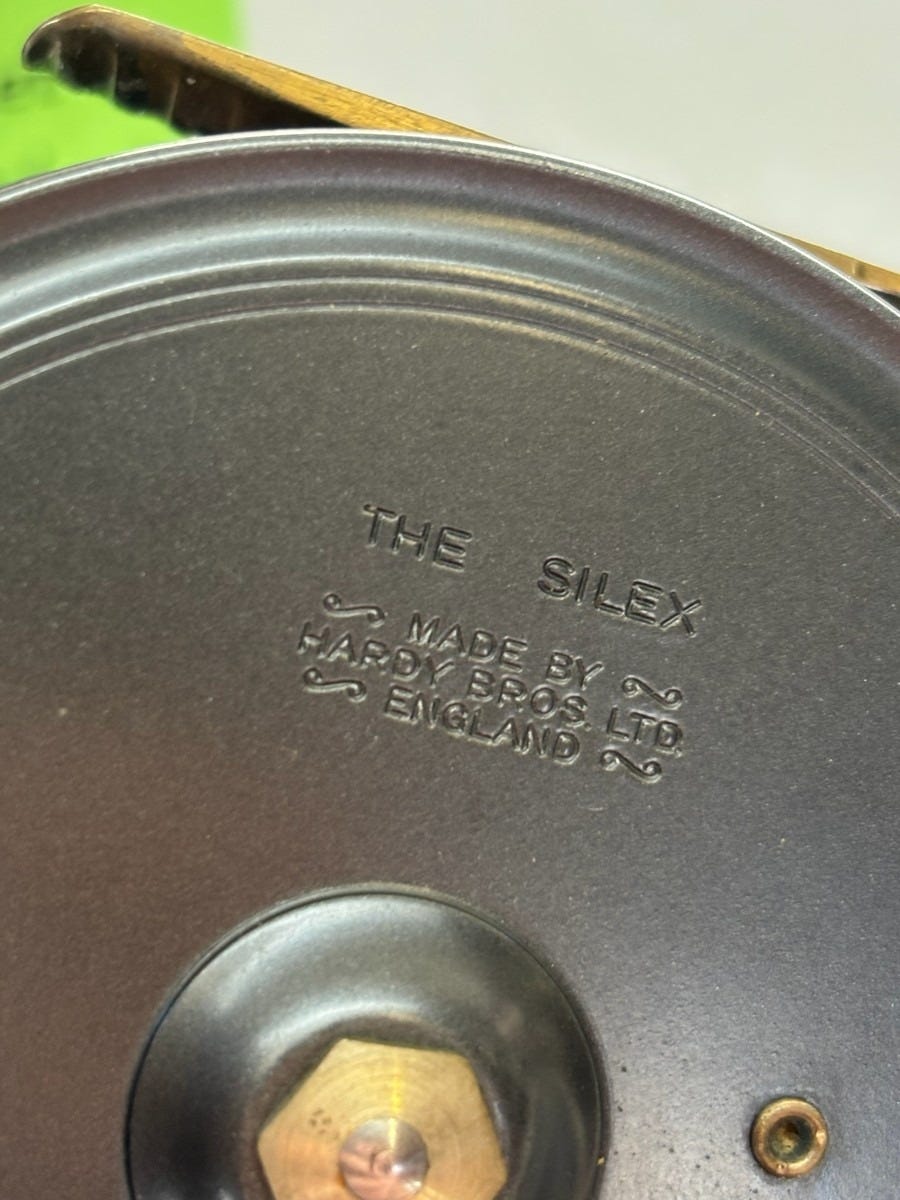 THE SILEX
MADE BY
HARDY BROS. LTD.
ENGLAND